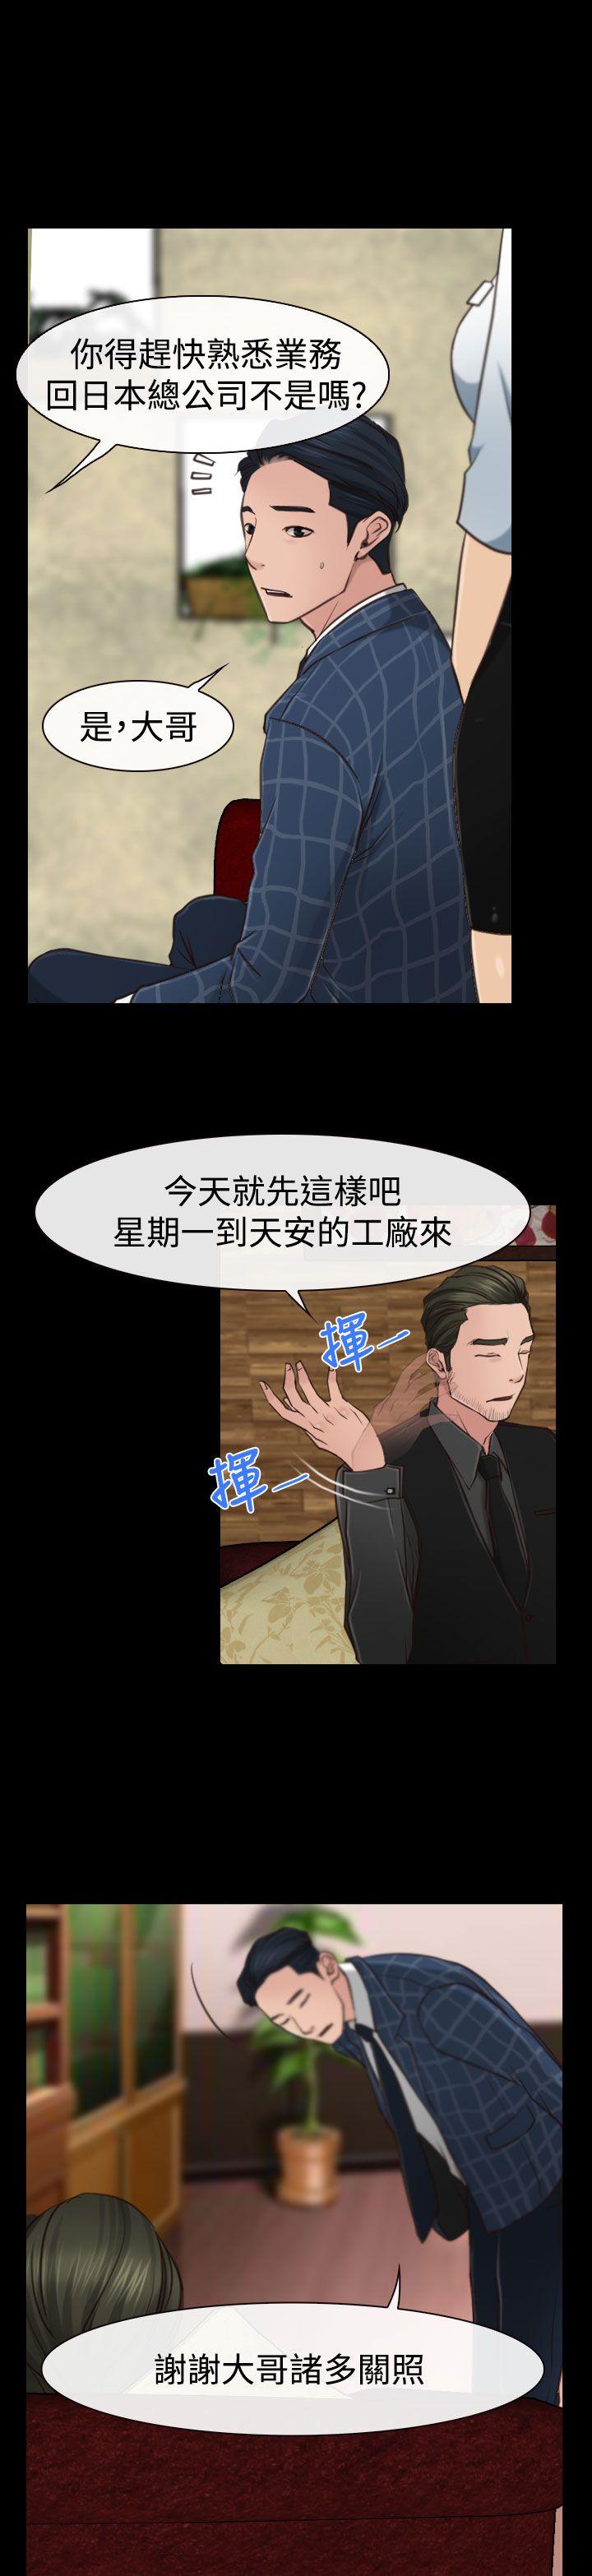 你得趕快熟悉業務
回日本總公司不是嗎?
是,大哥
今天就先這樣吧
星期一到天安的工廠來
揮—
揮—
謝謝大哥諸多關照